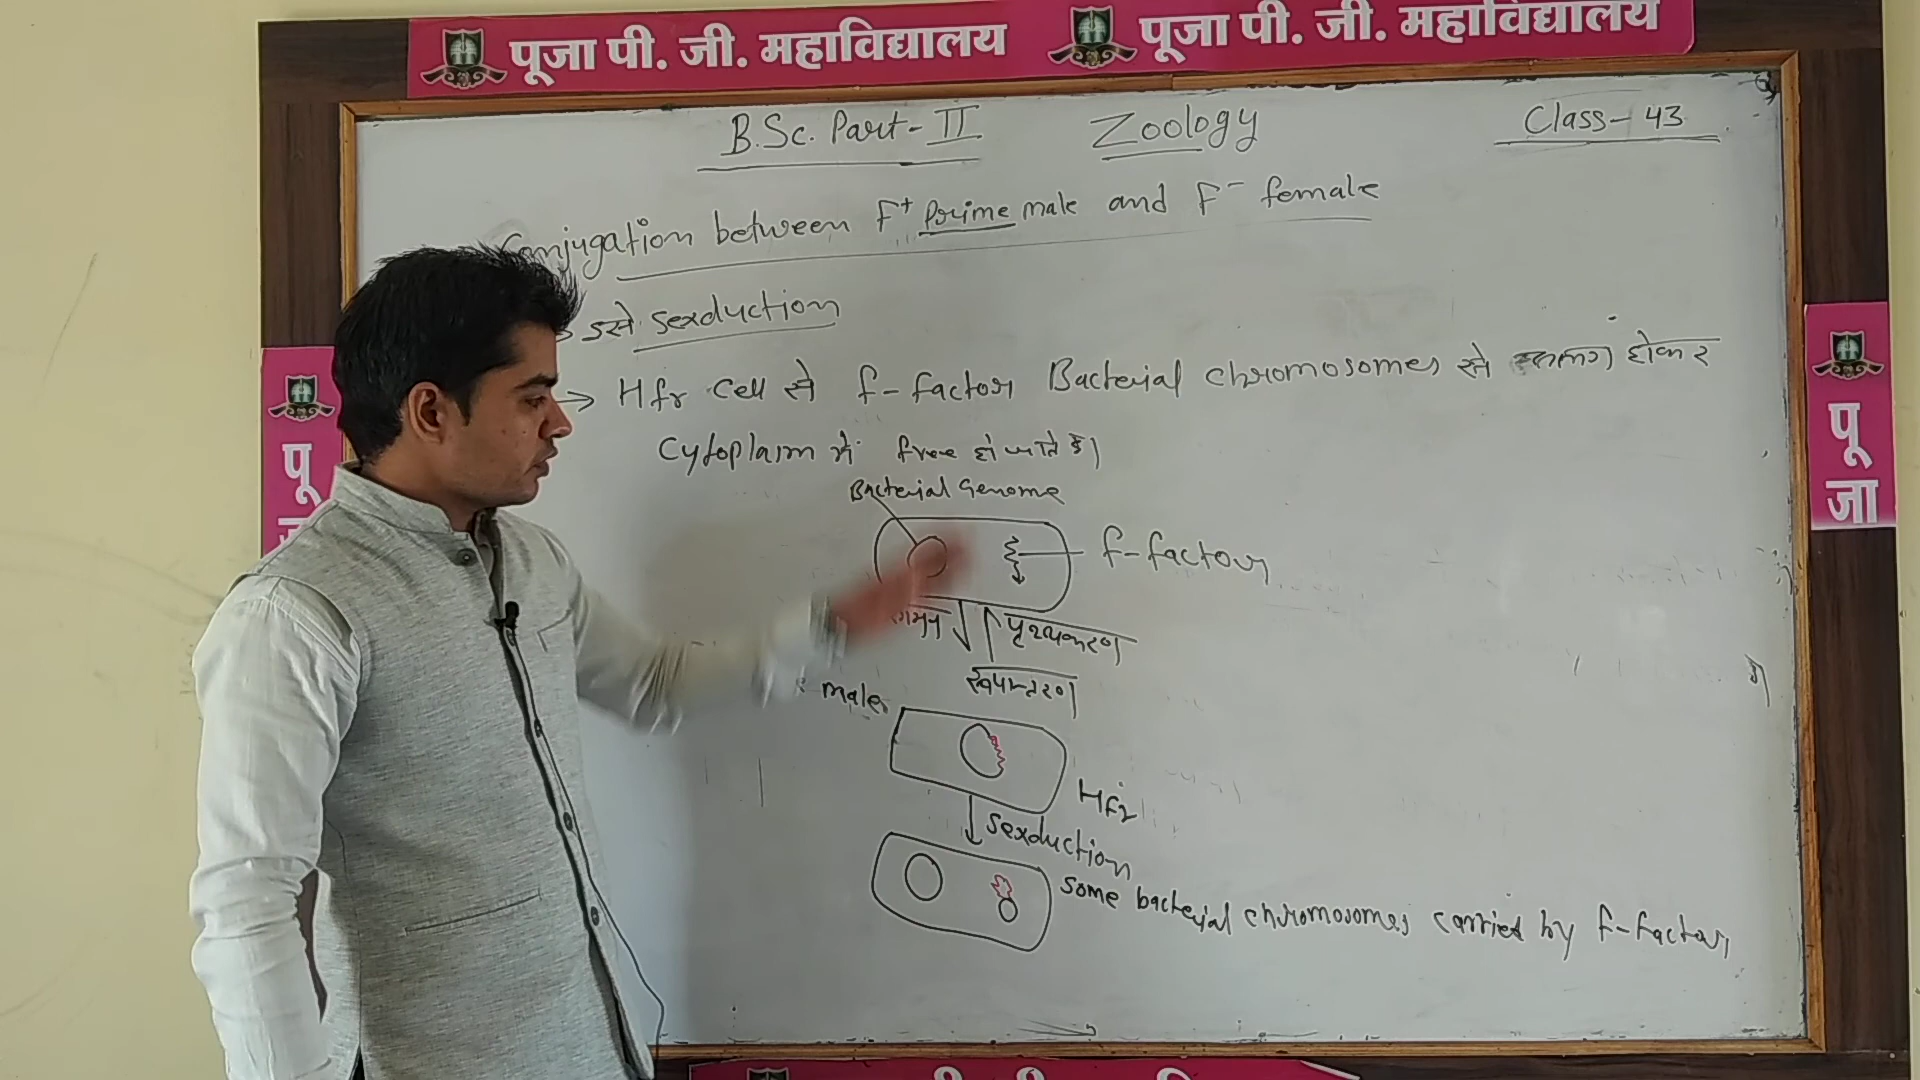 पूजा पी. जी. महाविद्यालय पूजा पी. जी. महाविद्यालय
B.Sc. Part-II Zoology Class-43
Conjugation between F+ Prime male and F- female
इसे sexduction
→ Hfr cell से f-factor Bacterial chromosomes से होकर
Cytoplasm में free हो जाते है।
Bacterial Genome
f-factor
पृथक्करण
male
Hfr
sexduction
some bacterial chromosomes carried by f-factor
पू
पू
जा